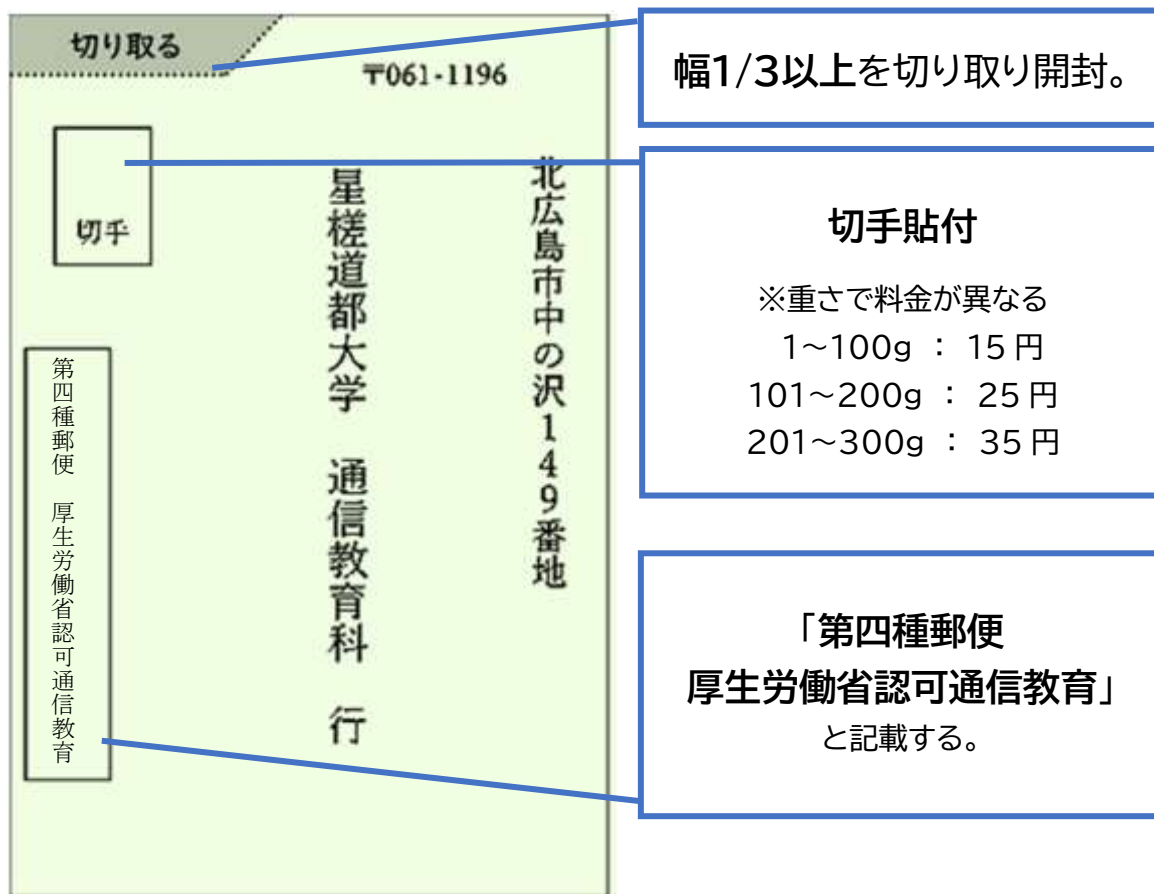 切り取る
〒061-1196
北広島市中の沢149番地
星槎道都大学　通信教育科　行
切手
第四種郵便　厚生労働省認可通信教育
幅1/3以上を切り取り開封。
切手貼付
※重さで料金が異なる
1～100g ： 15円
101～200g ： 25円
201～300g ： 35円
「第四種郵便
厚生労働省認可通信教育」
と記載する。